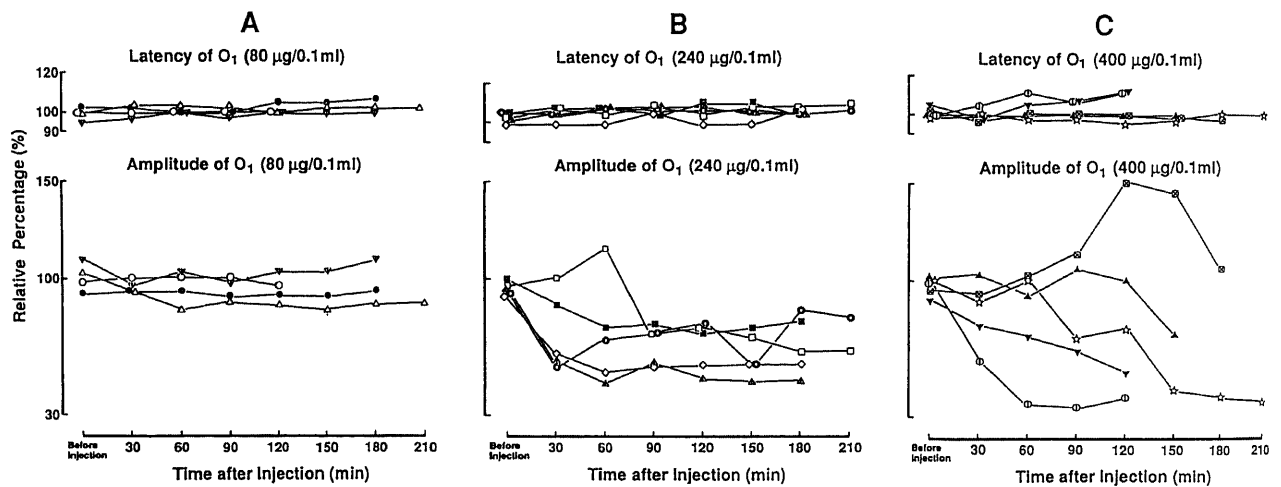 A
B
C
Latency of O1 (80 µg/0.1ml)
Latency of O1 (240 µg/0.1ml)
Latency of O1 (400 µg/0.1ml)
120
100
90
Amplitude of O1 (80 µg/0.1ml)
Amplitude of O1 (240 µg/0.1ml)
Amplitude of O1 (400 µg/0.1ml)
Relative Percentage (%)
150
100
30
Before Injection 30 60 90 120 150 180 210
Before Injection 30 60 90 120 150 180 210
Before Injection 30 60 90 120 150 180 210
Time after Injection (min)
Time after Injection (min)
Time after Injection (min)